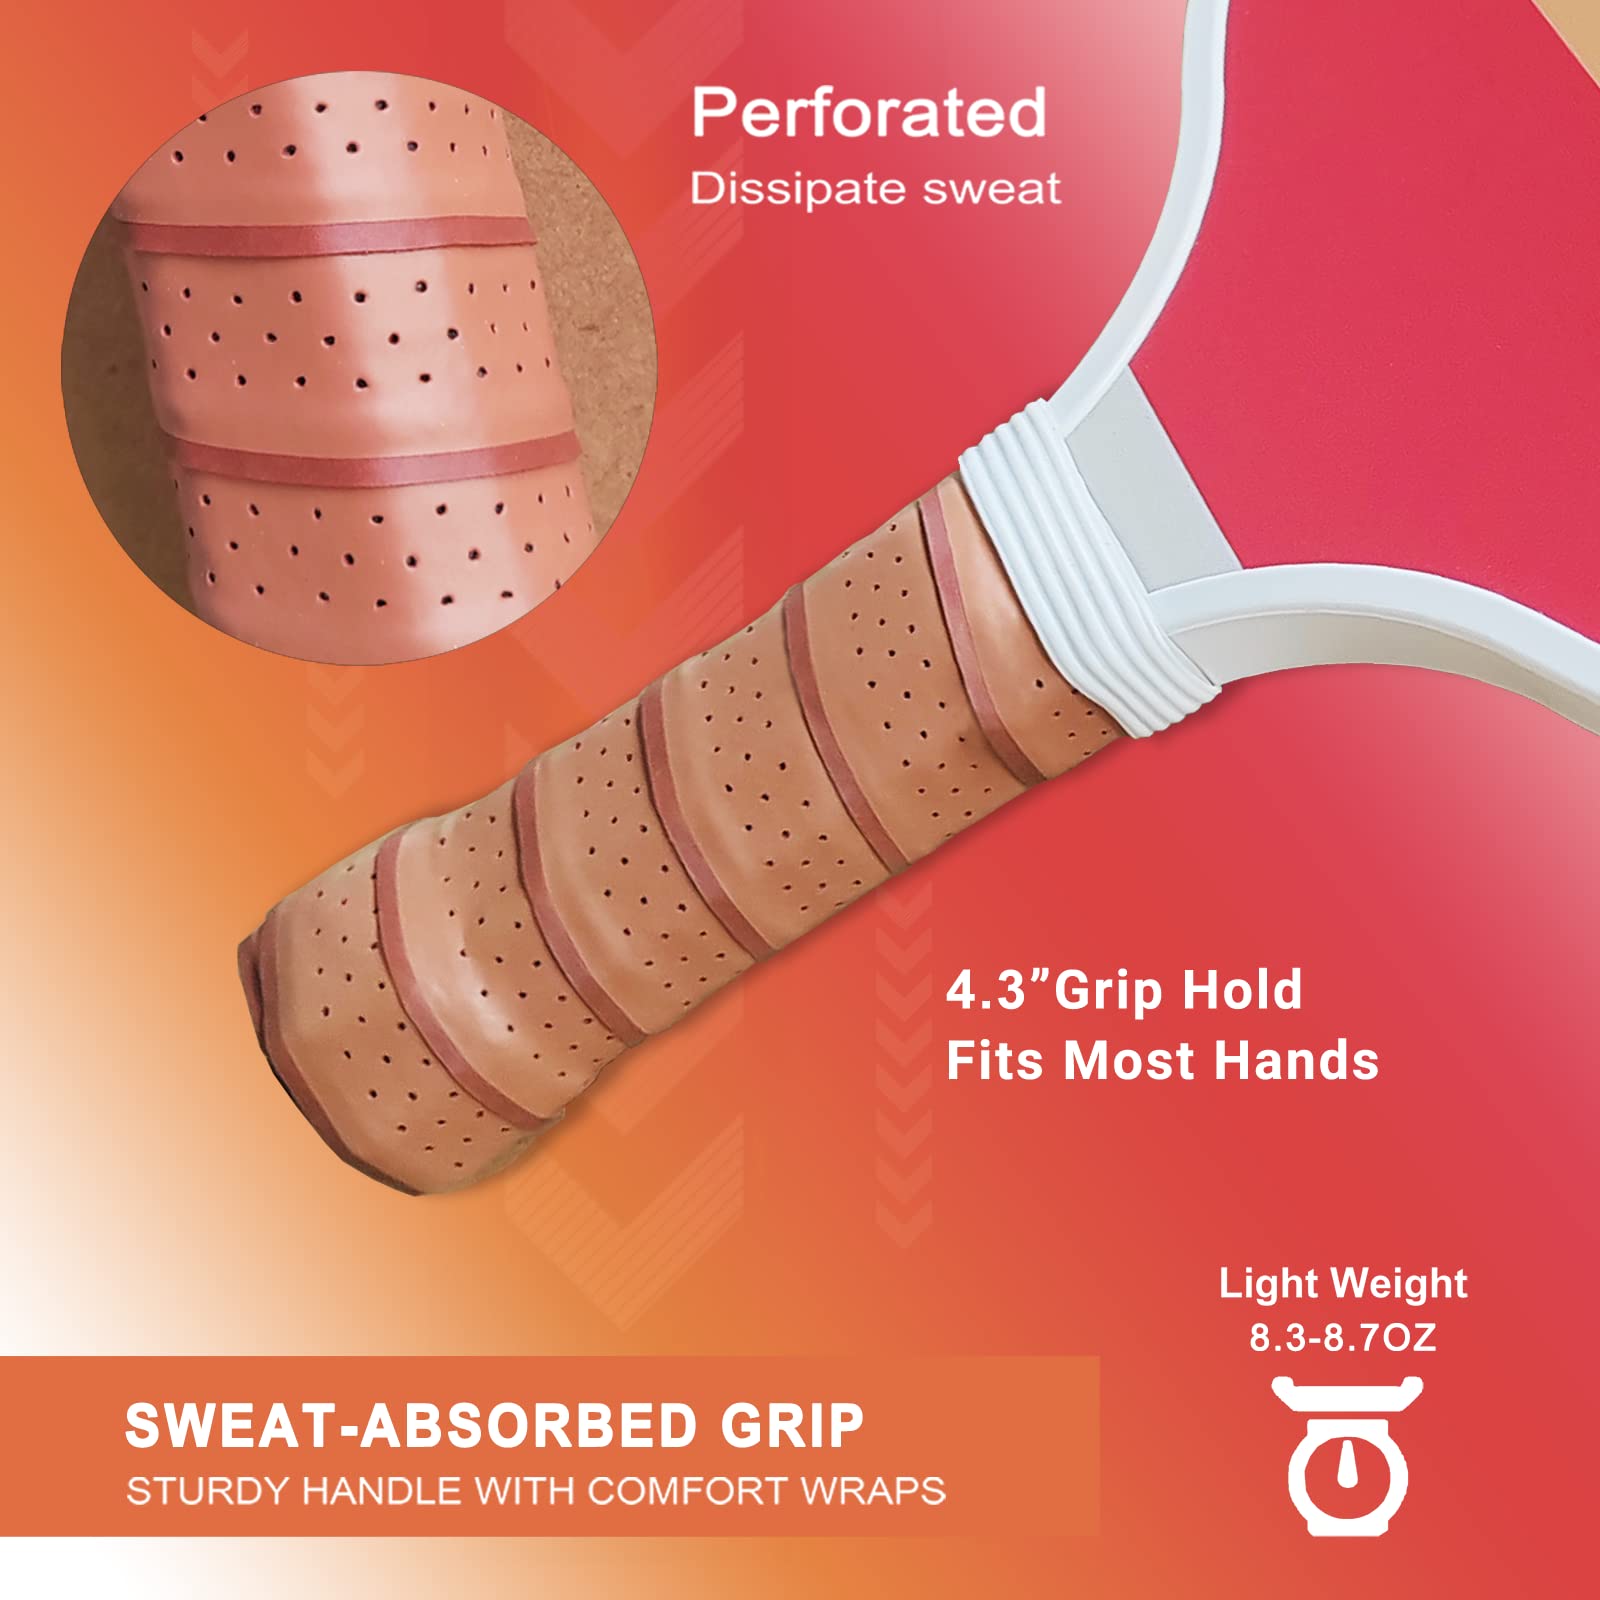 Perforated
Dissipate sweat
4.3”Grip Hold
Fits Most Hands
Light Weight
8.3-8.7OZ
SWEAT-ABSORBED GRIP
STURDY HANDLE WITH COMFORT WRAPS